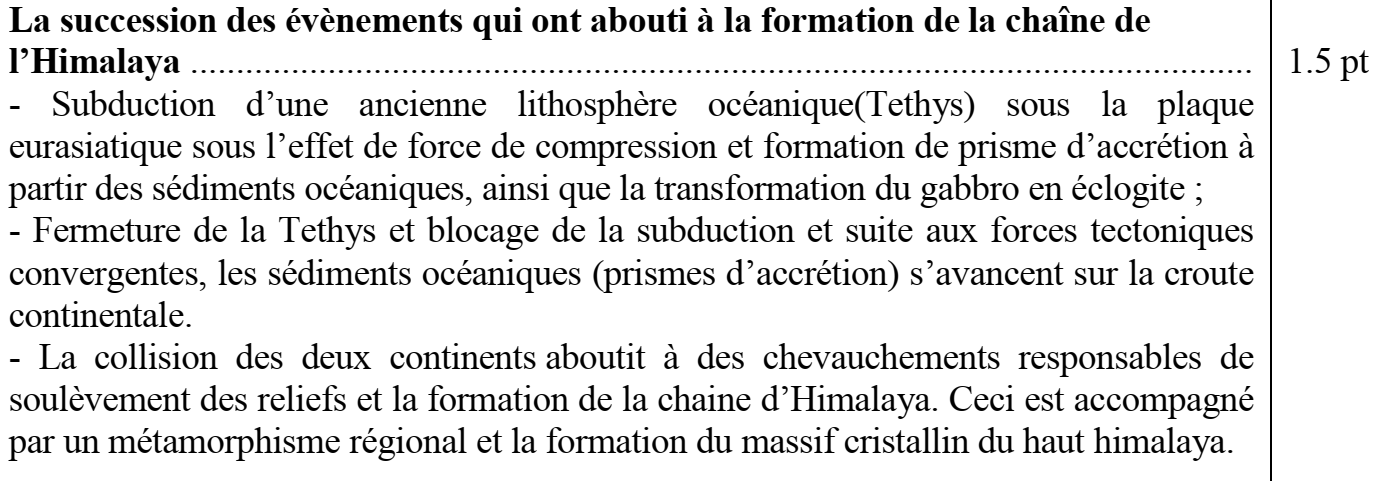 La succession des évènements qui ont abouti à la formation de la chaîne de
l’Himalaya ................................................................................................................... 1.5 pt
- Subduction d’une ancienne lithosphère océanique(Tethys) sous la plaque
eurasiatique sous l’effet de force de compression et formation de prisme d’accrétion à
partir des sédiments océaniques, ainsi que la transformation du gabbro en éclogite ;
- Fermeture de la Tethys et blocage de la subduction et suite aux forces tectoniques
convergentes, les sédiments océaniques (prismes d’accrétion) s’avancent sur la croute
continentale.
- La collision des deux continents aboutit à des chevauchements responsables de
soulèvement des reliefs et la formation de la chaine d’Himalaya. Ceci est accompagné
par un métamorphisme régional et la formation du massif cristallin du haut himalaya.